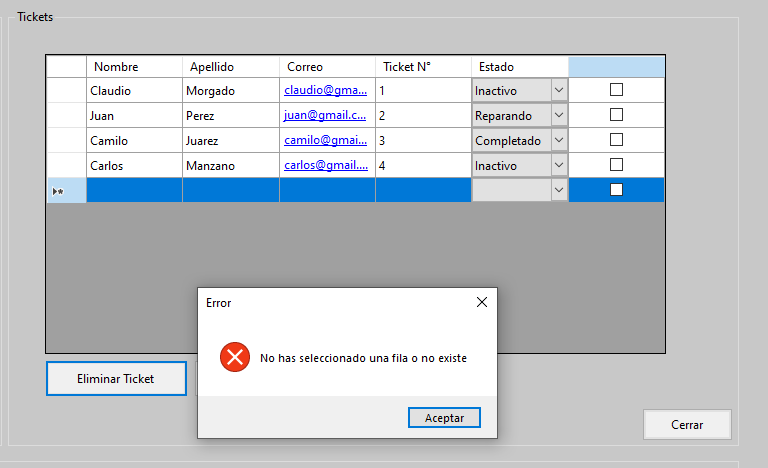 Tickets
Nombre Apellido Correo Ticket N° Estado
Claudio Morgado claudio@gma... 1 Inactivo
Juan Perez juan@gmail.c... 2 Reparando
Camilo Juarez camilo@gmai... 3 Completado
Carlos Manzano carlos@gmail.... 4 Inactivo
Error
No has seleccionado una fila o no existe
Eliminar Ticket
Aceptar
Cerrar